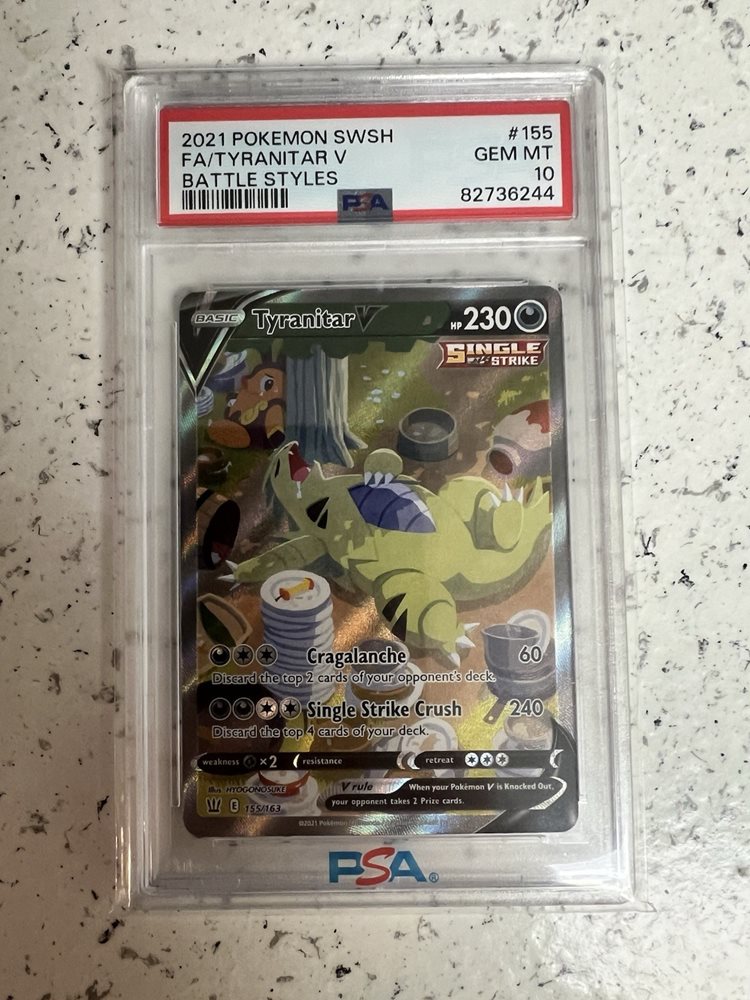 2021 POKEMON SWSH #155
FA/TYRANITAR V GEM MT
BATTLE STYLES 10
PSA 82736244
BASIC Tyranitar V HP 230
SINGLE
STRIKE
Cragalanche 60
Discard the top 2 cards of your opponent's deck.
Single Strike Crush 240
Discard the top 4 cards of your deck.
weakness ×2 resistance retreat
V rule When your Pokémon V is Knocked Out,
your opponent takes 2 Prize cards.
Illus. HYOGONOSUKE
E 155/163
©2021 Pokémon
PSA®